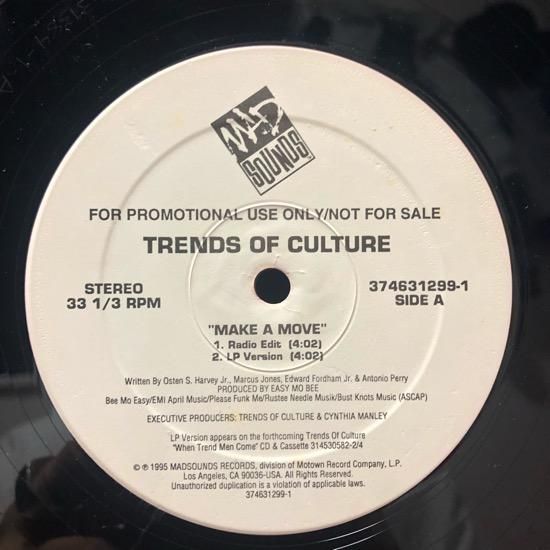 MAD
SOUNDS
FOR PROMOTIONAL USE ONLY/NOT FOR SALE
TRENDS OF CULTURE
STEREO
33 1/3 RPM
374631299-1
SIDE A
"MAKE A MOVE"
1. Radio Edit (4:02)
2. LP Version (4:02)
Written By Osten S. Harvey Jr., Marcus Jones, Edward Fordham Jr. & Antonio Perry
PRODUCED BY EASY MO BEE
Bee Mo Easy/EMI April Music/Please Funk Me/Rustee Needle Musik/Bust Knots Music (ASCAP)
EXECUTIVE PRODUCERS: TRENDS OF CULTURE & CYNTHIA MANLEY
LP Version appears on the forthcoming Trends Of Culture
"When Trend Men Come" CD & Cassette 314530582-2/4
© ℗ 1995 MADSOUNDS RECORDS, division of Motown Record Company, L.P.
Los Angeles, CA 90036-USA. All Rights Reserved.
Unauthorized duplication is a violation of applicable laws.
374631299-1